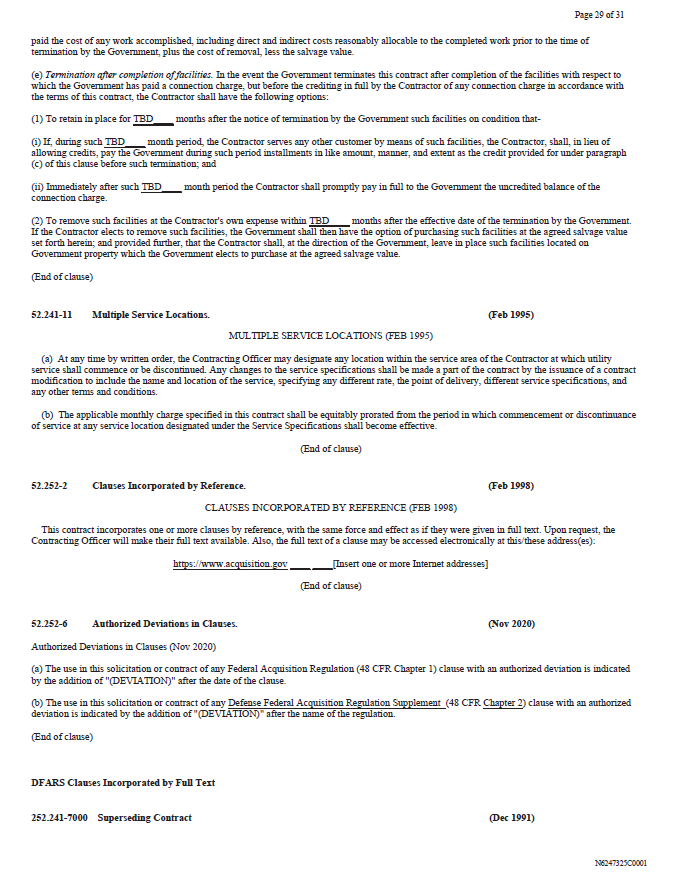 Page 29 of 31
paid the cost of any work accomplished, including direct and indirect costs reasonably allocable to the completed work prior to the time of
termination by the Government, plus the cost of removal, less the salvage value.
(e) Termination after completion of facilities. In the event the Government terminates this contract after completion of the facilities with respect to
which the Government has paid a connection charge, but before the crediting in full by the Contractor of any connection charge in accordance with
the terms of this contract, the Contractor shall have the following options:
(1) To retain in place for TBD____ months after the notice of termination by the Government such facilities on condition that-
(i) If, during such TBD____ month period, the Contractor serves any other customer by means of such facilities, the Contractor, shall, in lieu of
allowing credits, pay the Government during such period installments in like amount, manner, and extent as the credit provided for under paragraph
(c) of this clause before such termination; and
(ii) Immediately after such TBD____ month period the Contractor shall promptly pay in full to the Government the uncredited balance of the
connection charge.
(2) To remove such facilities at the Contractor's own expense within TBD____ months after the effective date of the termination by the Government.
If the Contractor elects to remove such facilities, the Government shall then have the option of purchasing such facilities at the agreed salvage value
set forth herein; and provided further, that the Contractor shall, at the direction of the Government, leave in place such facilities located on
Government property which the Government elects to purchase at the agreed salvage value.
(End of clause)
52.241-11 Multiple Service Locations. (Feb 1995)
MULTIPLE SERVICE LOCATIONS (FEB 1995)
(a) At any time by written order, the Contracting Officer may designate any location within the service area of the Contractor at which utility
service shall commence or be discontinued. Any changes to the service specifications shall be made a part of the contract by the issuance of a contract
modification to include the name and location of the service, specifying any different rate, the point of delivery, different service specifications, and
any other terms and conditions.
(b) The applicable monthly charge specified in this contract shall be equitably prorated from the period in which commencement or discontinuance
of service at any service location designated under the Service Specifications shall become effective.
(End of clause)
52.252-2 Clauses Incorporated by Reference. (Feb 1998)
CLAUSES INCORPORATED BY REFERENCE (FEB 1998)
This contract incorporates one or more clauses by reference, with the same force and effect as if they were given in full text. Upon request, the
Contracting Officer will make their full text available. Also, the full text of a clause may be accessed electronically at this/these address(es):
https://www.acquisition.gov ____ ____[Insert one or more Internet addresses]
(End of clause)
52.252-6 Authorized Deviations in Clauses. (Nov 2020)
Authorized Deviations in Clauses (Nov 2020)
(a) The use in this solicitation or contract of any Federal Acquisition Regulation (48 CFR Chapter 1) clause with an authorized deviation is indicated
by the addition of "(DEVIATION)" after the date of the clause.
(b) The use in this solicitation or contract of any Defense Federal Acquisition Regulation Supplement (48 CFR Chapter 2) clause with an authorized
deviation is indicated by the addition of "(DEVIATION)" after the name of the regulation.
(End of clause)
DFARS Clauses Incorporated by Full Text
252.241-7000 Superseding Contract (Dec 1991)
N6247325C0001